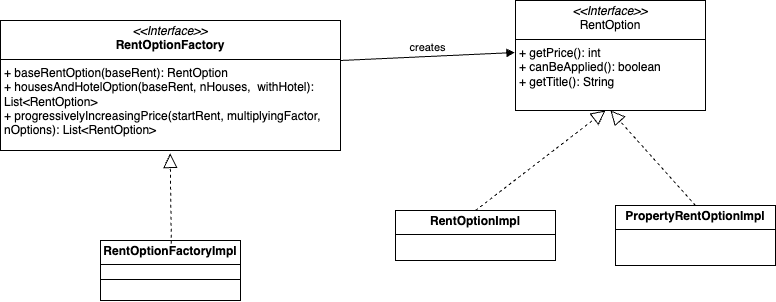 <<Interface>>
RentOptionFactory
+ baseRentOption(baseRent): RentOption
+ housesAndHotelOption(baseRent, nHouses,  withHotel):
List<RentOption>
+ progressivelyIncreasingPrice(startRent, multiplyingFactor,
nOptions): List<RentOption>
creates
<<Interface>>
RentOption
+ getPrice(): int
+ canBeApplied(): boolean
+ getTitle(): String
RentOptionFactoryImpl
RentOptionImpl
PropertyRentOptionImpl